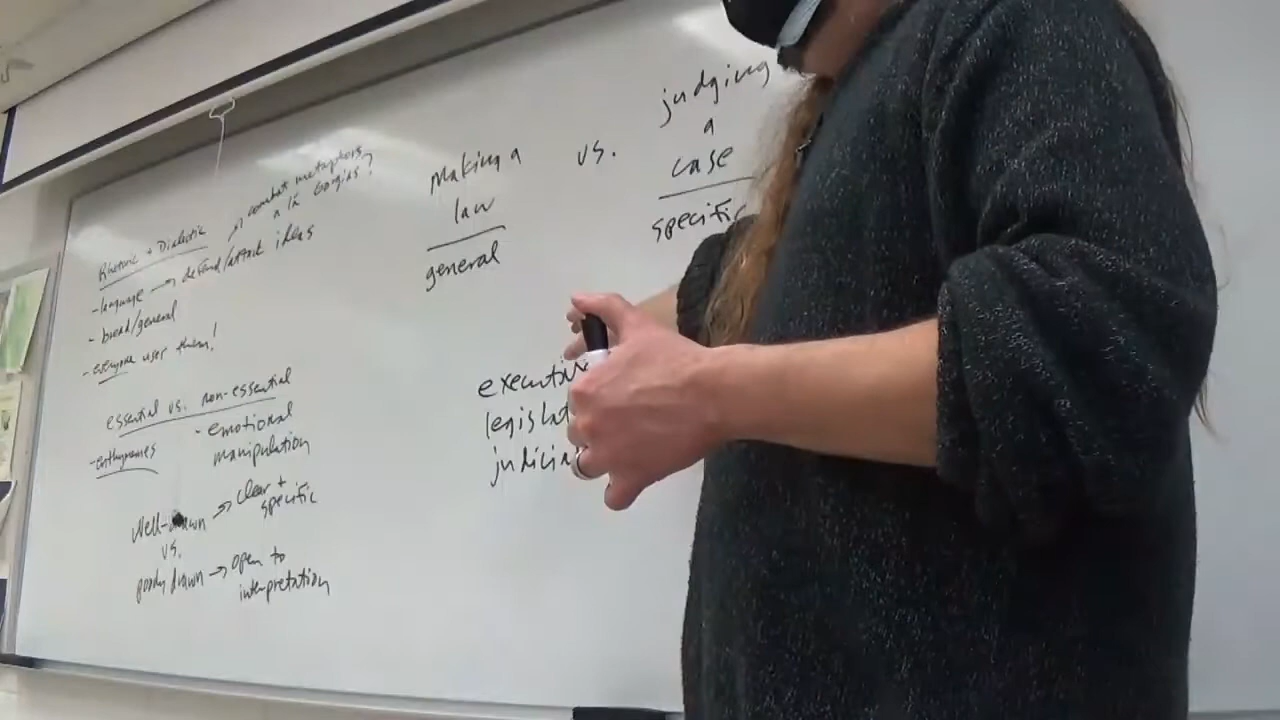 Rhetoric + Dialectic
combat metaphors
a la Gorgias?
- language → defend/attack ideas
- broad/general
- everyone uses them!
essential vs. non-essential
- enthymemes
- emotional
manipulation
Well-drawn → clear +
specific
vs.
poorly drawn → open to
interpretation
Making a
law
general
vs.
judging
a
case
specific
executive
legislat
judicia